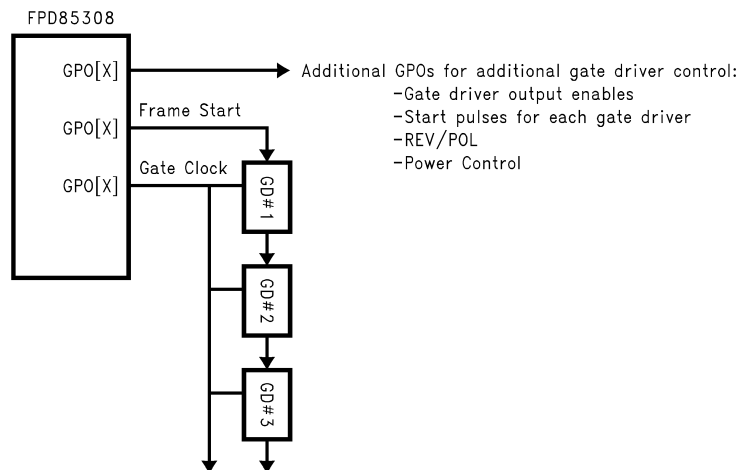 FPD85308
GPO[X]
Additional GPOs for additional gate driver control:
-Gate driver output enables
-Start pulses for each gate driver
-REV/POL
-Power Control
Frame Start
GPO[X]
Gate Clock
GPO[X]
GD#1
GD#2
GD#3